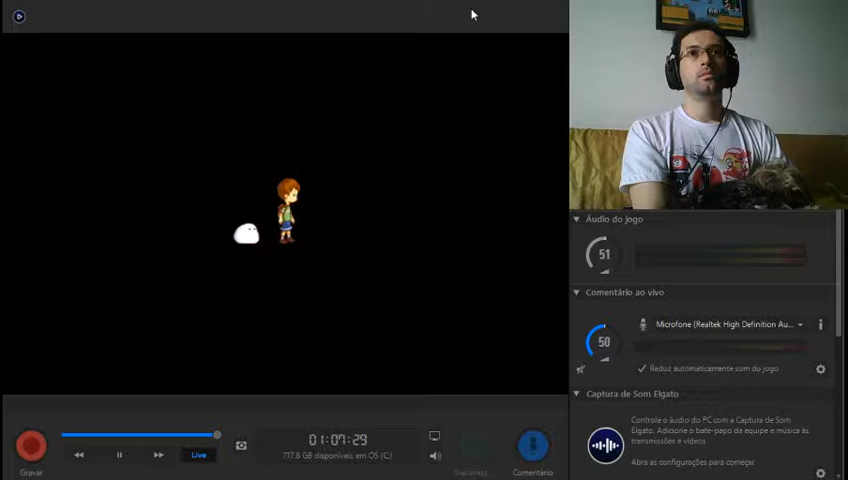 Áudio do jogo
51
Comentário ao vivo
Microfone (Realtek High Definition Au...
50
Reduz automaticamente som do jogo
Captura de Som Elgato
Controle o áudio do PC com a Captura de
Som Elgato. Adicione o bate-papo da equipe e música às
transmissões e vídeos
Abra as configurações para começar.
01:07:29
717.8 GB disponíveis em OS (C:)
Live
Gravar
Transmiss...
Comentário